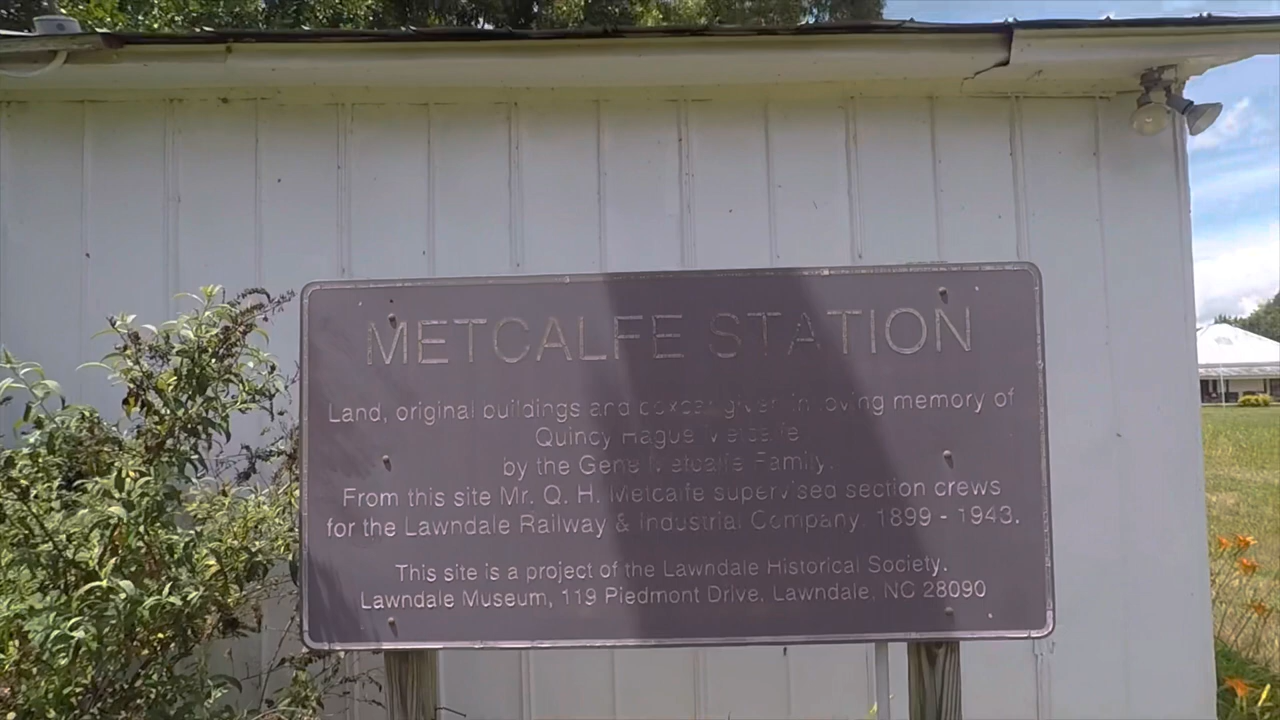 METCALFE STATION
Land, original buildings and boxcar given in loving memory of
Quincy Hague Metcalfe
by the Gene Metcalfe Family.
From this site Mr. Q. H. Metcalfe supervised section crews
for the Lawndale Railway & Industrial Company, 1899 - 1943.
This site is a project of the Lawndale Historical Society.
Lawndale Museum, 119 Piedmont Drive, Lawndale, NC 28090